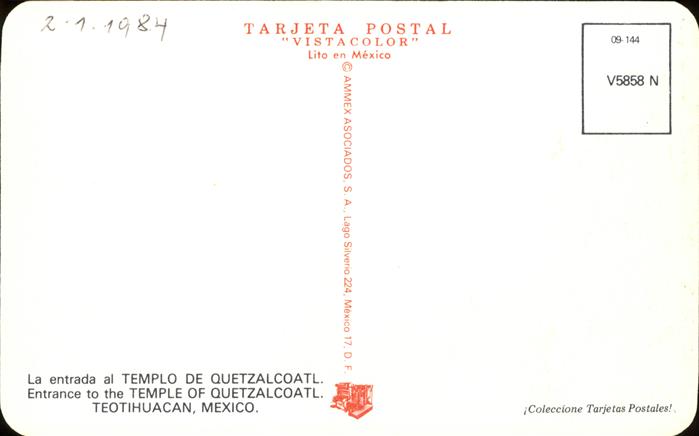 2.1.1984
TARJETA POSTAL
"VISTACOLOR"
Lito en México
© AMMEX ASOCIADOS, S. A., Lago Silverio 224, México 17, D. F.
09-144
V5858 N
La entrada al TEMPLO DE QUETZALCOATL.
Entrance to the TEMPLE OF QUETZALCOATL.
TEOTIHUACAN, MEXICO.
¡Coleccione Tarjetas Postales!